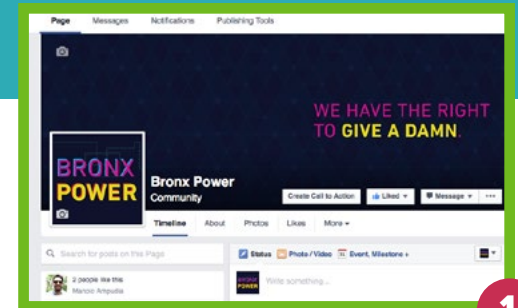 Page Messages Notifications Publishing Tools
WE HAVE THE RIGHT
TO GIVE A DAMN.
BRONX
POWER
Bronx Power
Community
Create Call to Action Liked Message
Timeline About Photos Likes More
Search for posts on this Page
Status Photo / Video Event, Milestone +
2 people like this
Marcie Ampudia
BRONX
POWER
Write something...
1